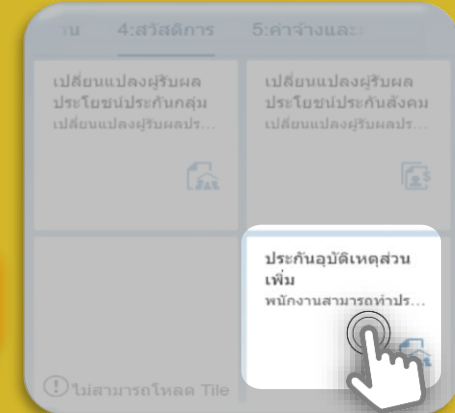 าน 4:สวัสดิการ 5:ค่าจ้างและ
เปลี่ยนแปลงผู้รับผล
ประโยชน์ประกันกลุ่ม
เปลี่ยนแปลงผู้รับผลปร...
เปลี่ยนแปลงผู้รับผล
ประโยชน์ประกันสังคม
เปลี่ยนแปลงผู้รับผลปร...
ไม่สามารถโหลด Tile
ประกันอุบัติเหตุส่วน
เพิ่ม
พนักงานสามารถทำปร...